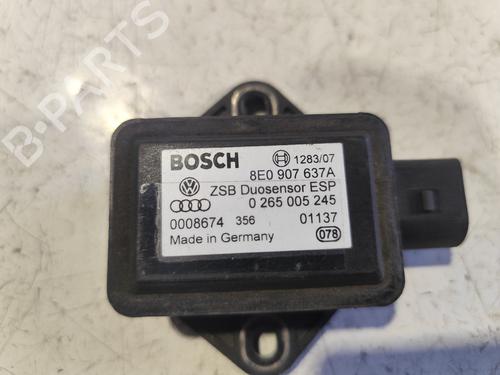 BOSCH 1283/07
8E0 907 637A
ZSB Duosensor ESP
0 265 005 245
0008674 356 01137
Made in Germany 078
B-Parts